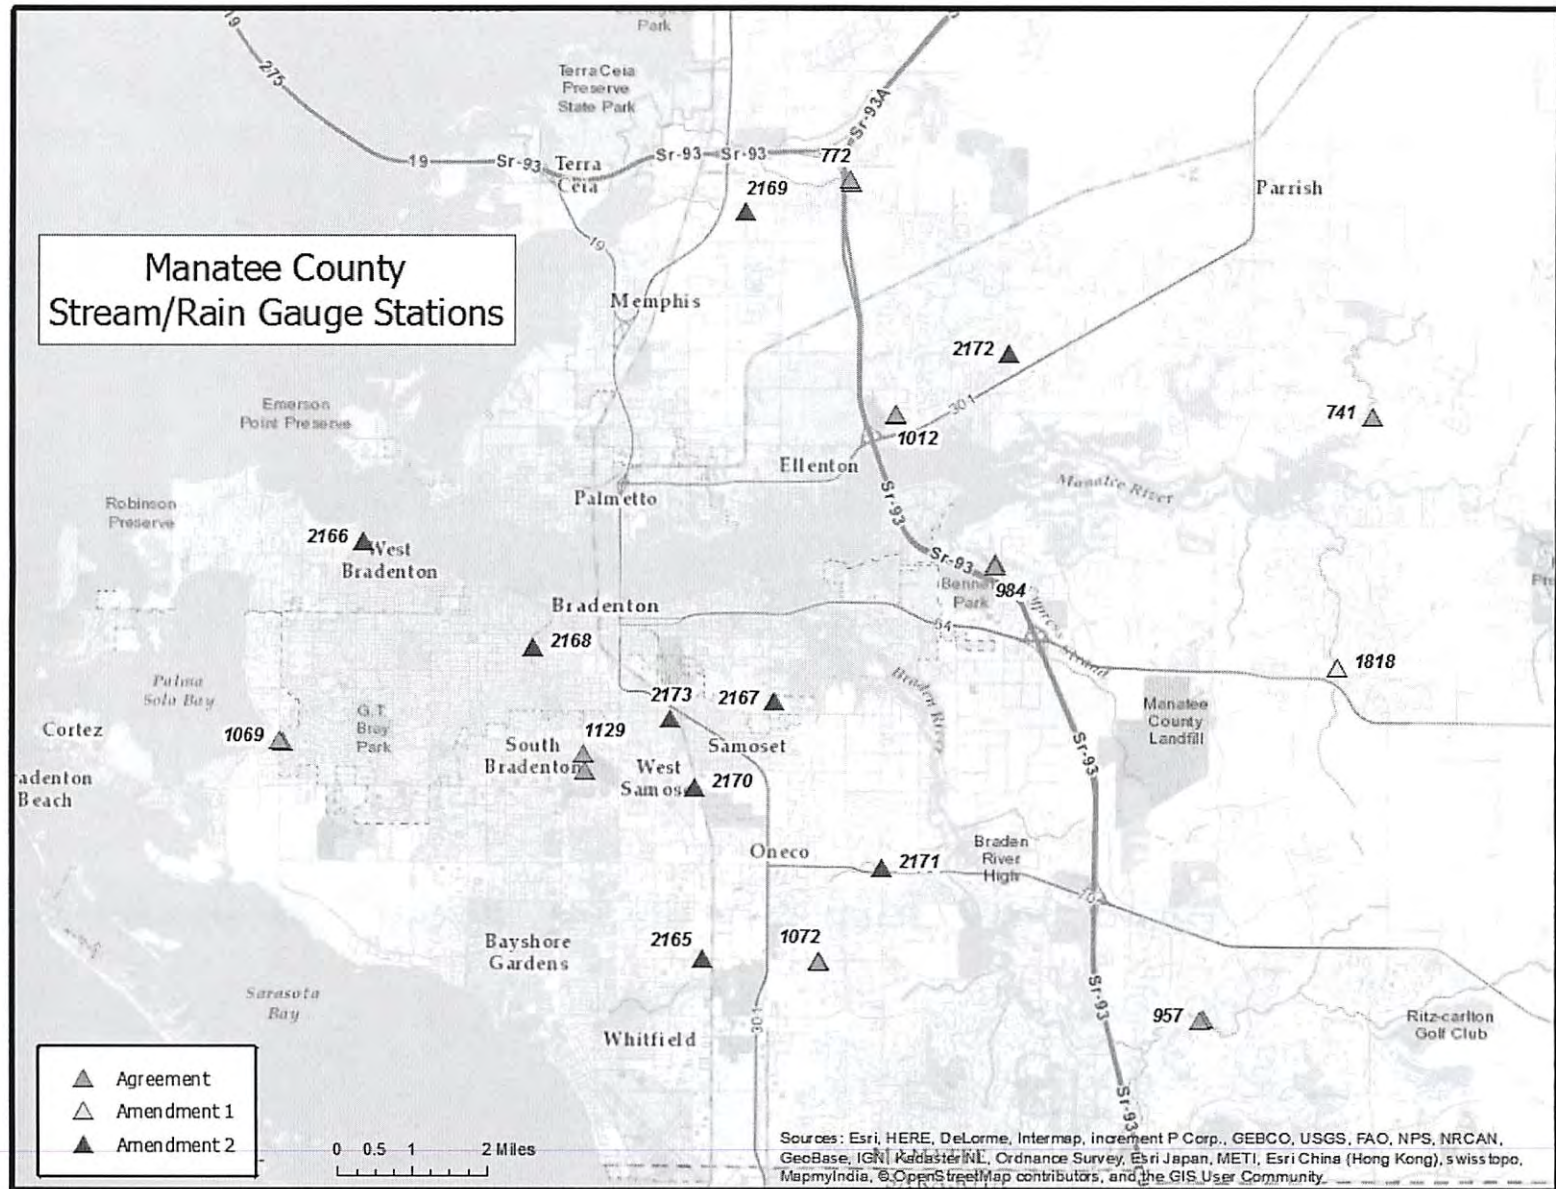 Park
19
275
Terra Ceia
Preserve
State Park
Sr-93A
19
Sr-93
Terra
Ceia
Sr-93
Sr-93
772
2169
Parrish
19
Manatee County
Stream/Rain Gauge Stations
Memphis
2172
Emerson
Point Preserve
301
741
1012
Ellenton
Manatee River
Palmetto
Sr-93
Robinson
Preserve
2166
West
Bradenton
Sr-93
Park
984
Bradenton
64
2168
1818
Palma
Sola Bay
Braden River
2173
2167
Manatee
County
Landfill
Cortez
1069
G.T.
Bray
Park
1129
South
Bradenton
Samoset
Sr-93
adenton
Beach
West
2170
Oneco
2171
Braden
River
High
2165
1072
Bayshore
Gardens
Sarasota
Bay
Sr-93
957
Ritz-carlton
Golf Club
Whitfield
301
Agreement
Amendment 1
Amendment 2
0 0.5 1 2 Miles
Sr-93
Sources: Esri, HERE, DeLorme, Intermap, increment P Corp., GEBCO, USGS, FAO, NPS, NRCAN,
GeoBase, IGN, Kadaster NL, Ordnance Survey, Esri Japan, METI, Esri China (Hong Kong), swisstopo,
MapmyIndia, © OpenStreetMap contributors, and the GIS User Community